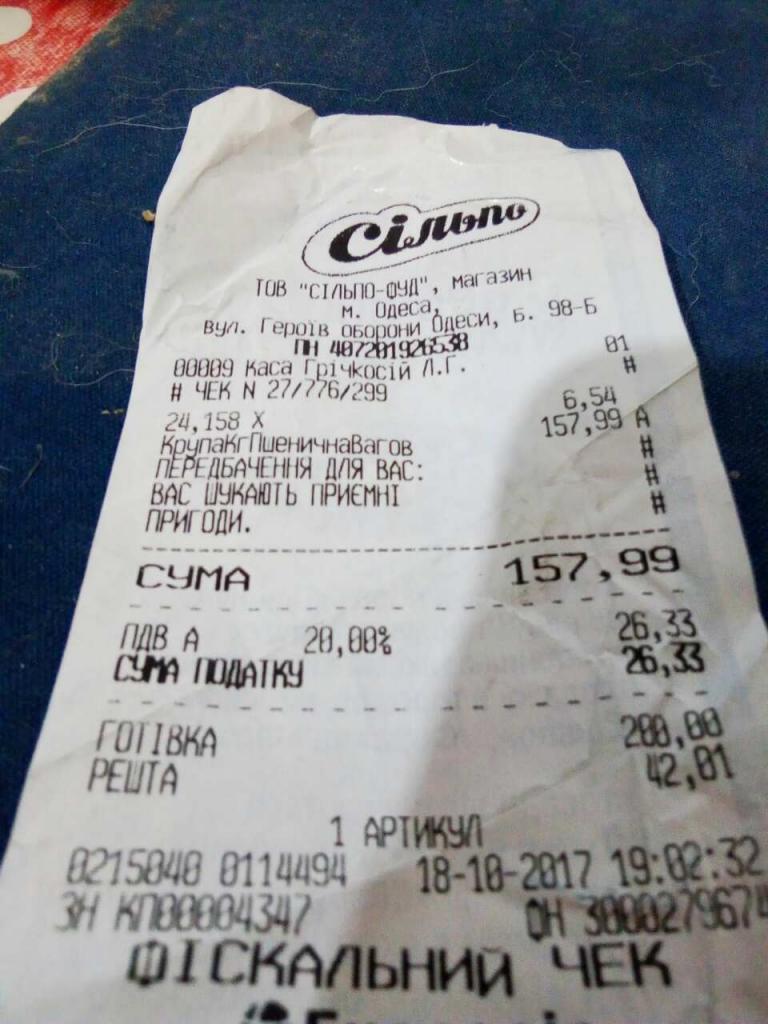 Сільпо
ТОВ "СІЛЬПО-ФУД", магазин
м. Одеса,
вул. Героїв оборони Одеси, Б. 98-Б
ПН 407201926538
00009 Каса Грічкосій Л.Г. 01
# ЧЕК N 27/776/299 #
24,158 X 6,54
КрупаКгПшеничнаВагов 157,99 А
ПЕРЕДБАЧЕННЯ ДЛЯ ВАС: #
ВАС ШУКАЮТЬ ПРИЄМНІ #
ПРИГОДИ. #
СУМА 157,99
ПДВ А 20,00% 26,33
СУМА ПОДАТКУ 26,33
ГОТІВКА 200,00
РЕШТА 42,01
1 АРТИКУЛ
0215040 0114494 18-10-2017 19:02:32
ЗН КП00004347 ФН 3000279674
ФІСКАЛЬНИЙ ЧЕК